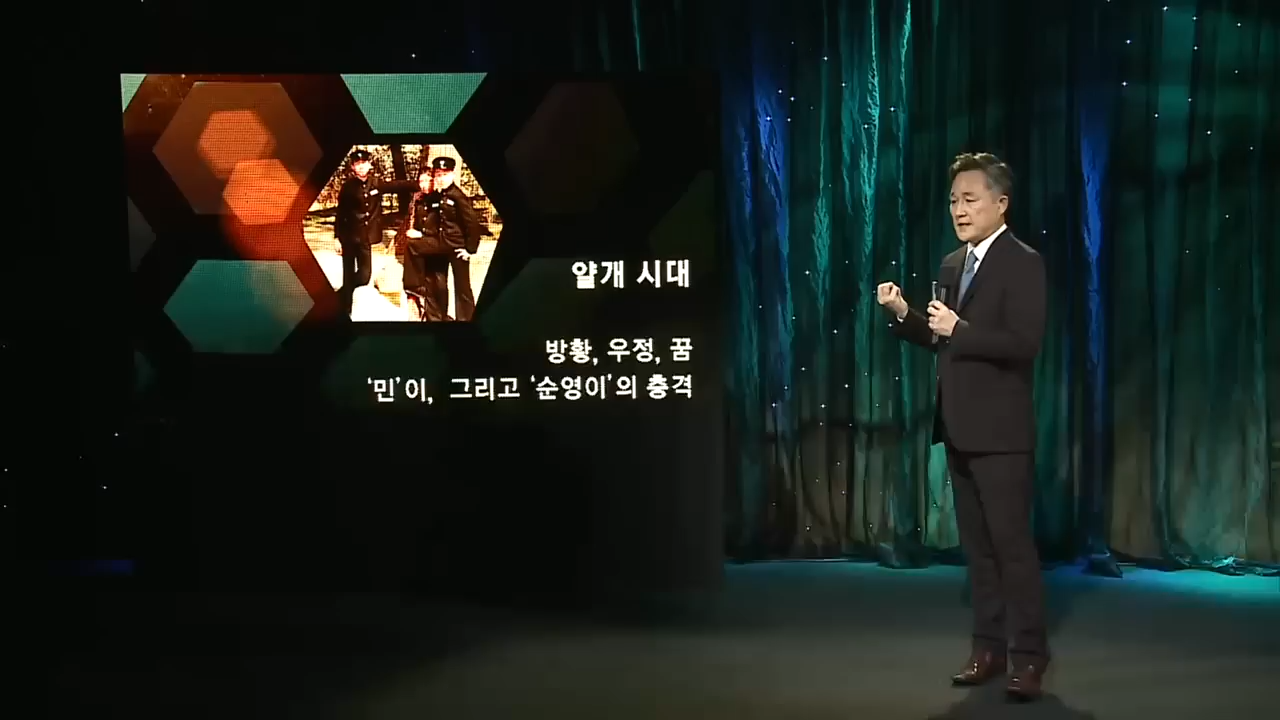 얄개 시대
방황, 우정, 꿈
‘민’이, 그리고 ‘순영이’의 충격